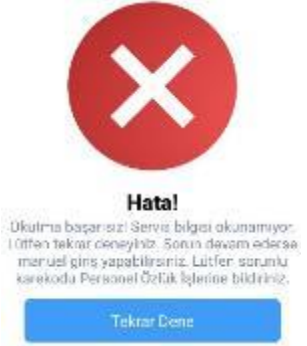 Hata!
Okutma başarısız! Servis bilgisi okunamıyor.
Lütfen tekrar deneyiniz. Sorun devam ederse
manuel giriş yapabilirsiniz. Lütfen sorunlu
karekodu Personel Özlük İşlerine bildiriniz.
Tekrar Dene